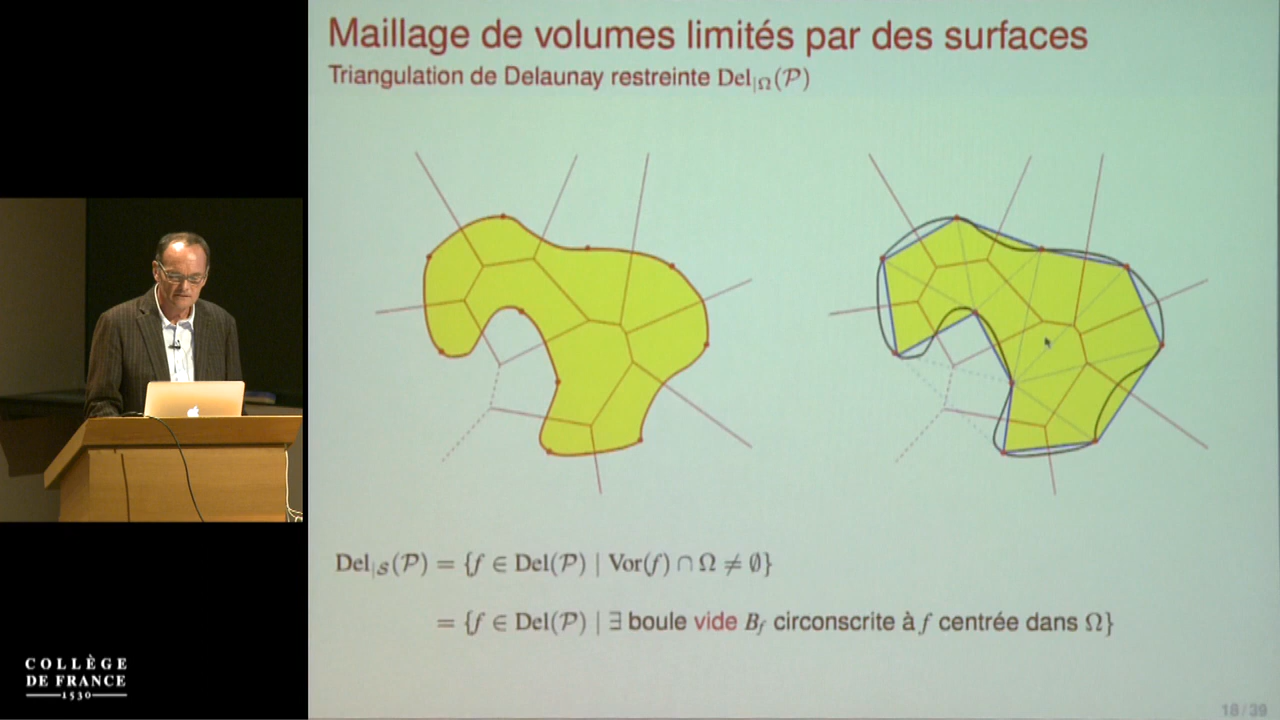 Maillage de volumes limités par des surfaces
Triangulation de Delaunay restreinte Del|Ω(𝒫)
Del|𝒮(𝒫) = {f ∈ Del(𝒫) | Vor(f) ∩ Ω ≠ ∅}
= {f ∈ Del(𝒫) | ∃ boule vide B_f circonscrite à f centrée dans Ω}
COLLÈGE
DE FRANCE
1530
18/39